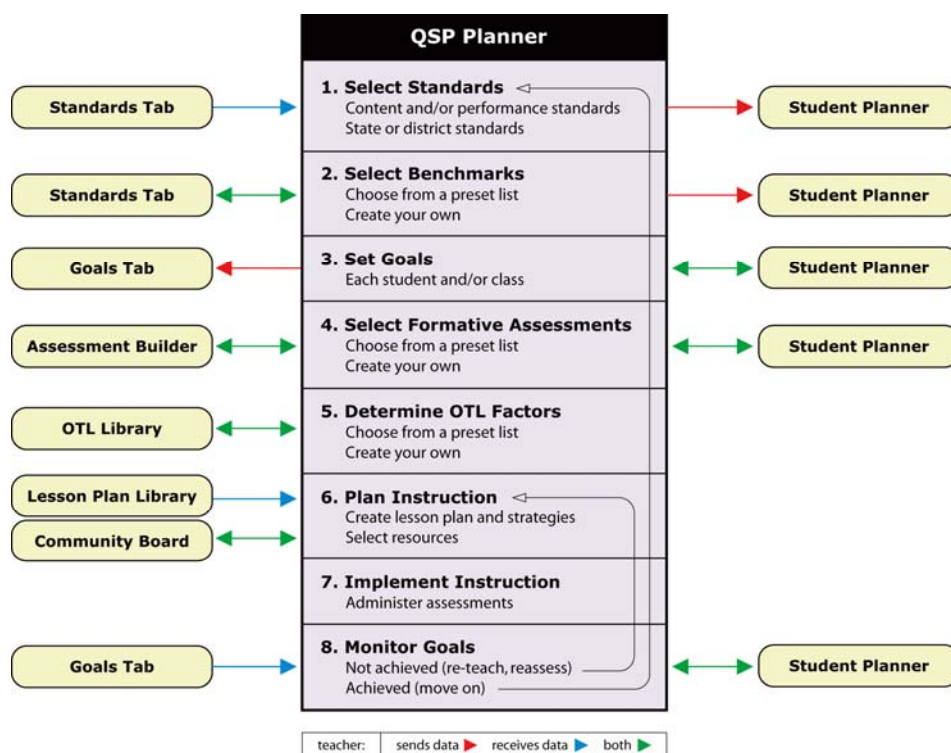 QSP Planner
Standards Tab
1. Select Standards
Content and/or performance standards
State or district standards
Student Planner
Standards Tab
2. Select Benchmarks
Choose from a preset list
Create your own
Student Planner
Goals Tab
3. Set Goals
Each student and/or class
Student Planner
Assessment Builder
4. Select Formative Assessments
Choose from a preset list
Create your own
Student Planner
OTL Library
5. Determine OTL Factors
Choose from a preset list
Create your own
Lesson Plan Library
Community Board
6. Plan Instruction
Create lesson plan and strategies
Select resources
7. Implement Instruction
Administer assessments
Goals Tab
8. Monitor Goals
Not achieved (re-teach, reassess)
Achieved (move on)
Student Planner
teacher: sends data receives data both